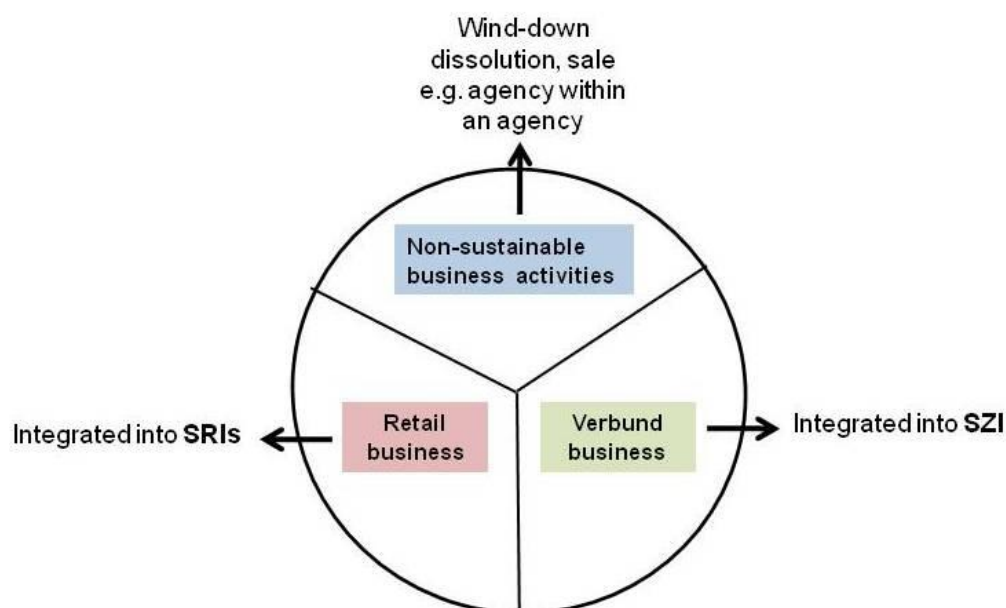 Wind-down
dissolution, sale
e.g. agency within
an agency
Non-sustainable
business activities
Retail
business
Verbund
business
Integrated into SRIs
Integrated into SZI